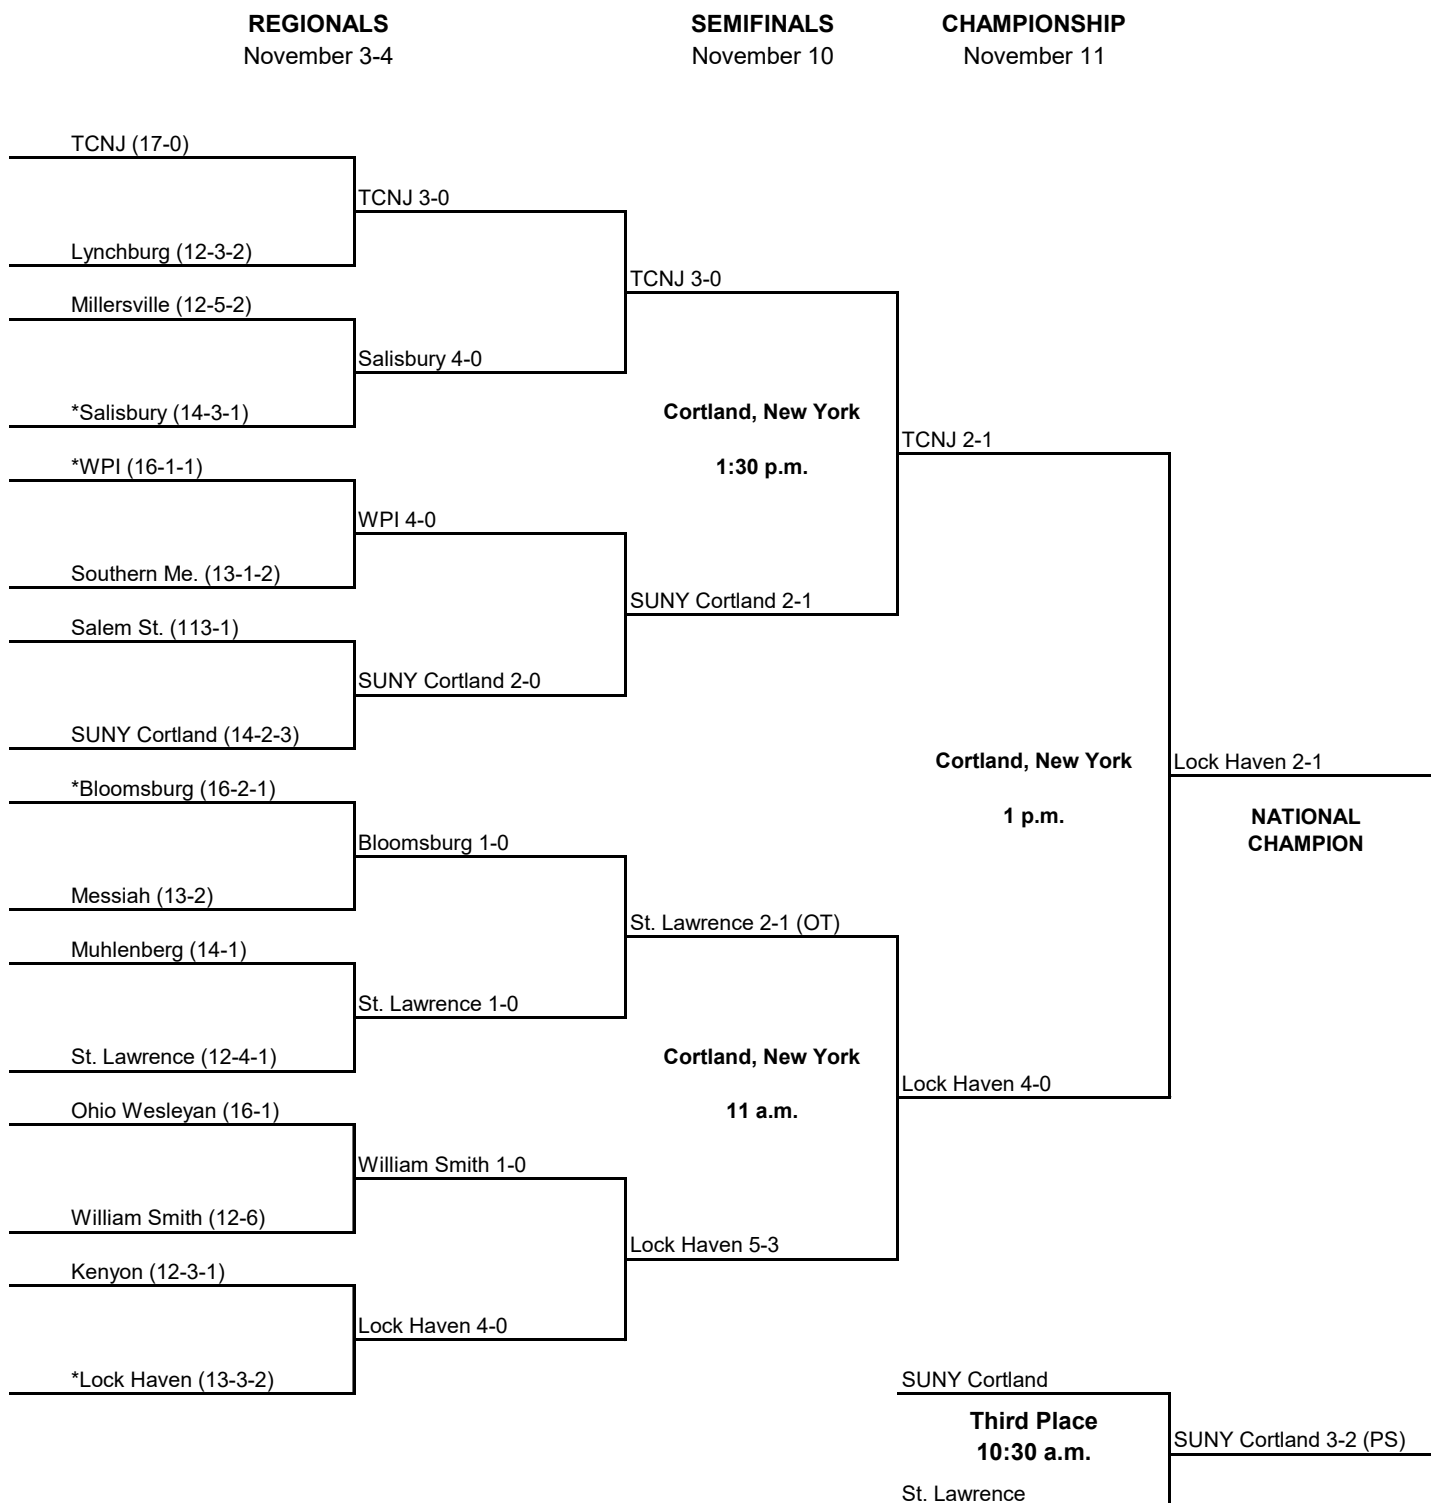 REGIONALS
SEMIFINALS
CHAMPIONSHIP
November 3-4
November 10
November 11
TCNJ (17-0)
TCNJ 3-0
Lynchburg (12-3-2)
TCNJ 3-0
Millersville (12-5-2)
Salisbury 4-0
*Salisbury (14-3-1)
Cortland, New York
TCNJ 2-1
*WPI (16-1-1)
1:30 p.m.
WPI 4-0
Southern Me. (13-1-2)
SUNY Cortland 2-1
Salem St. (113-1)
SUNY Cortland 2-0
SUNY Cortland (14-2-3)
Cortland, New York
Lock Haven 2-1
*Bloomsburg (16-2-1)
1 p.m.
NATIONAL
CHAMPION
Bloomsburg 1-0
Messiah (13-2)
St. Lawrence 2-1 (OT)
Muhlenberg (14-1)
St. Lawrence 1-0
St. Lawrence (12-4-1)
Cortland, New York
Lock Haven 4-0
Ohio Wesleyan (16-1)
11 a.m.
William Smith 1-0
William Smith (12-6)
Lock Haven 5-3
Kenyon (12-3-1)
Lock Haven 4-0
*Lock Haven (13-3-2)
SUNY Cortland
Third Place
10:30 a.m.
SUNY Cortland 3-2 (PS)
St. Lawrence